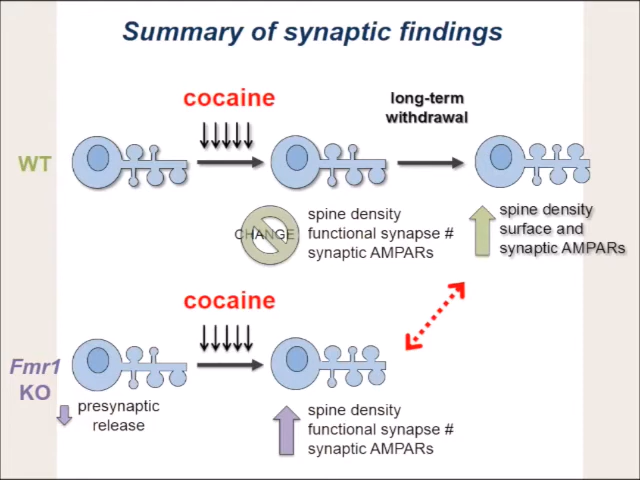 Summary of synaptic findings
cocaine
long-term
withdrawal
WT
CHANGE
spine density
functional synapse #
synaptic AMPARs
spine density
surface and
synaptic AMPARs
cocaine
Fmr1
KO
presynaptic
release
spine density
functional synapse #
synaptic AMPARs